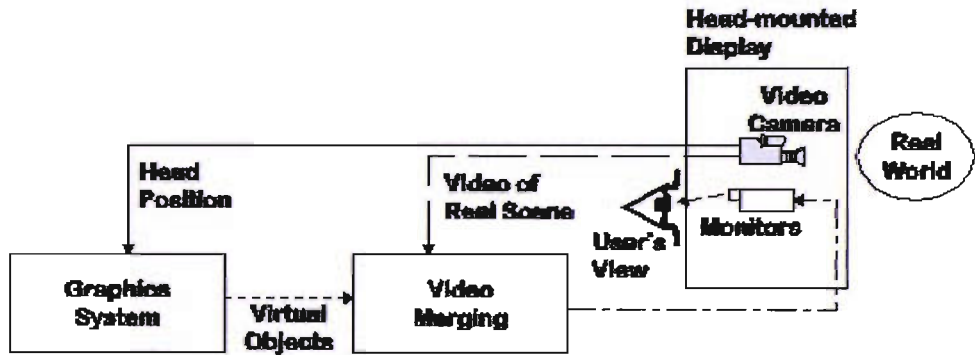 Head-mounted
Display
Video
Camera
Real
World
Head
Position
Video of
Real Scene
User's
View
Monitors
Graphics
System
Virtual
Objects
Video
Merging